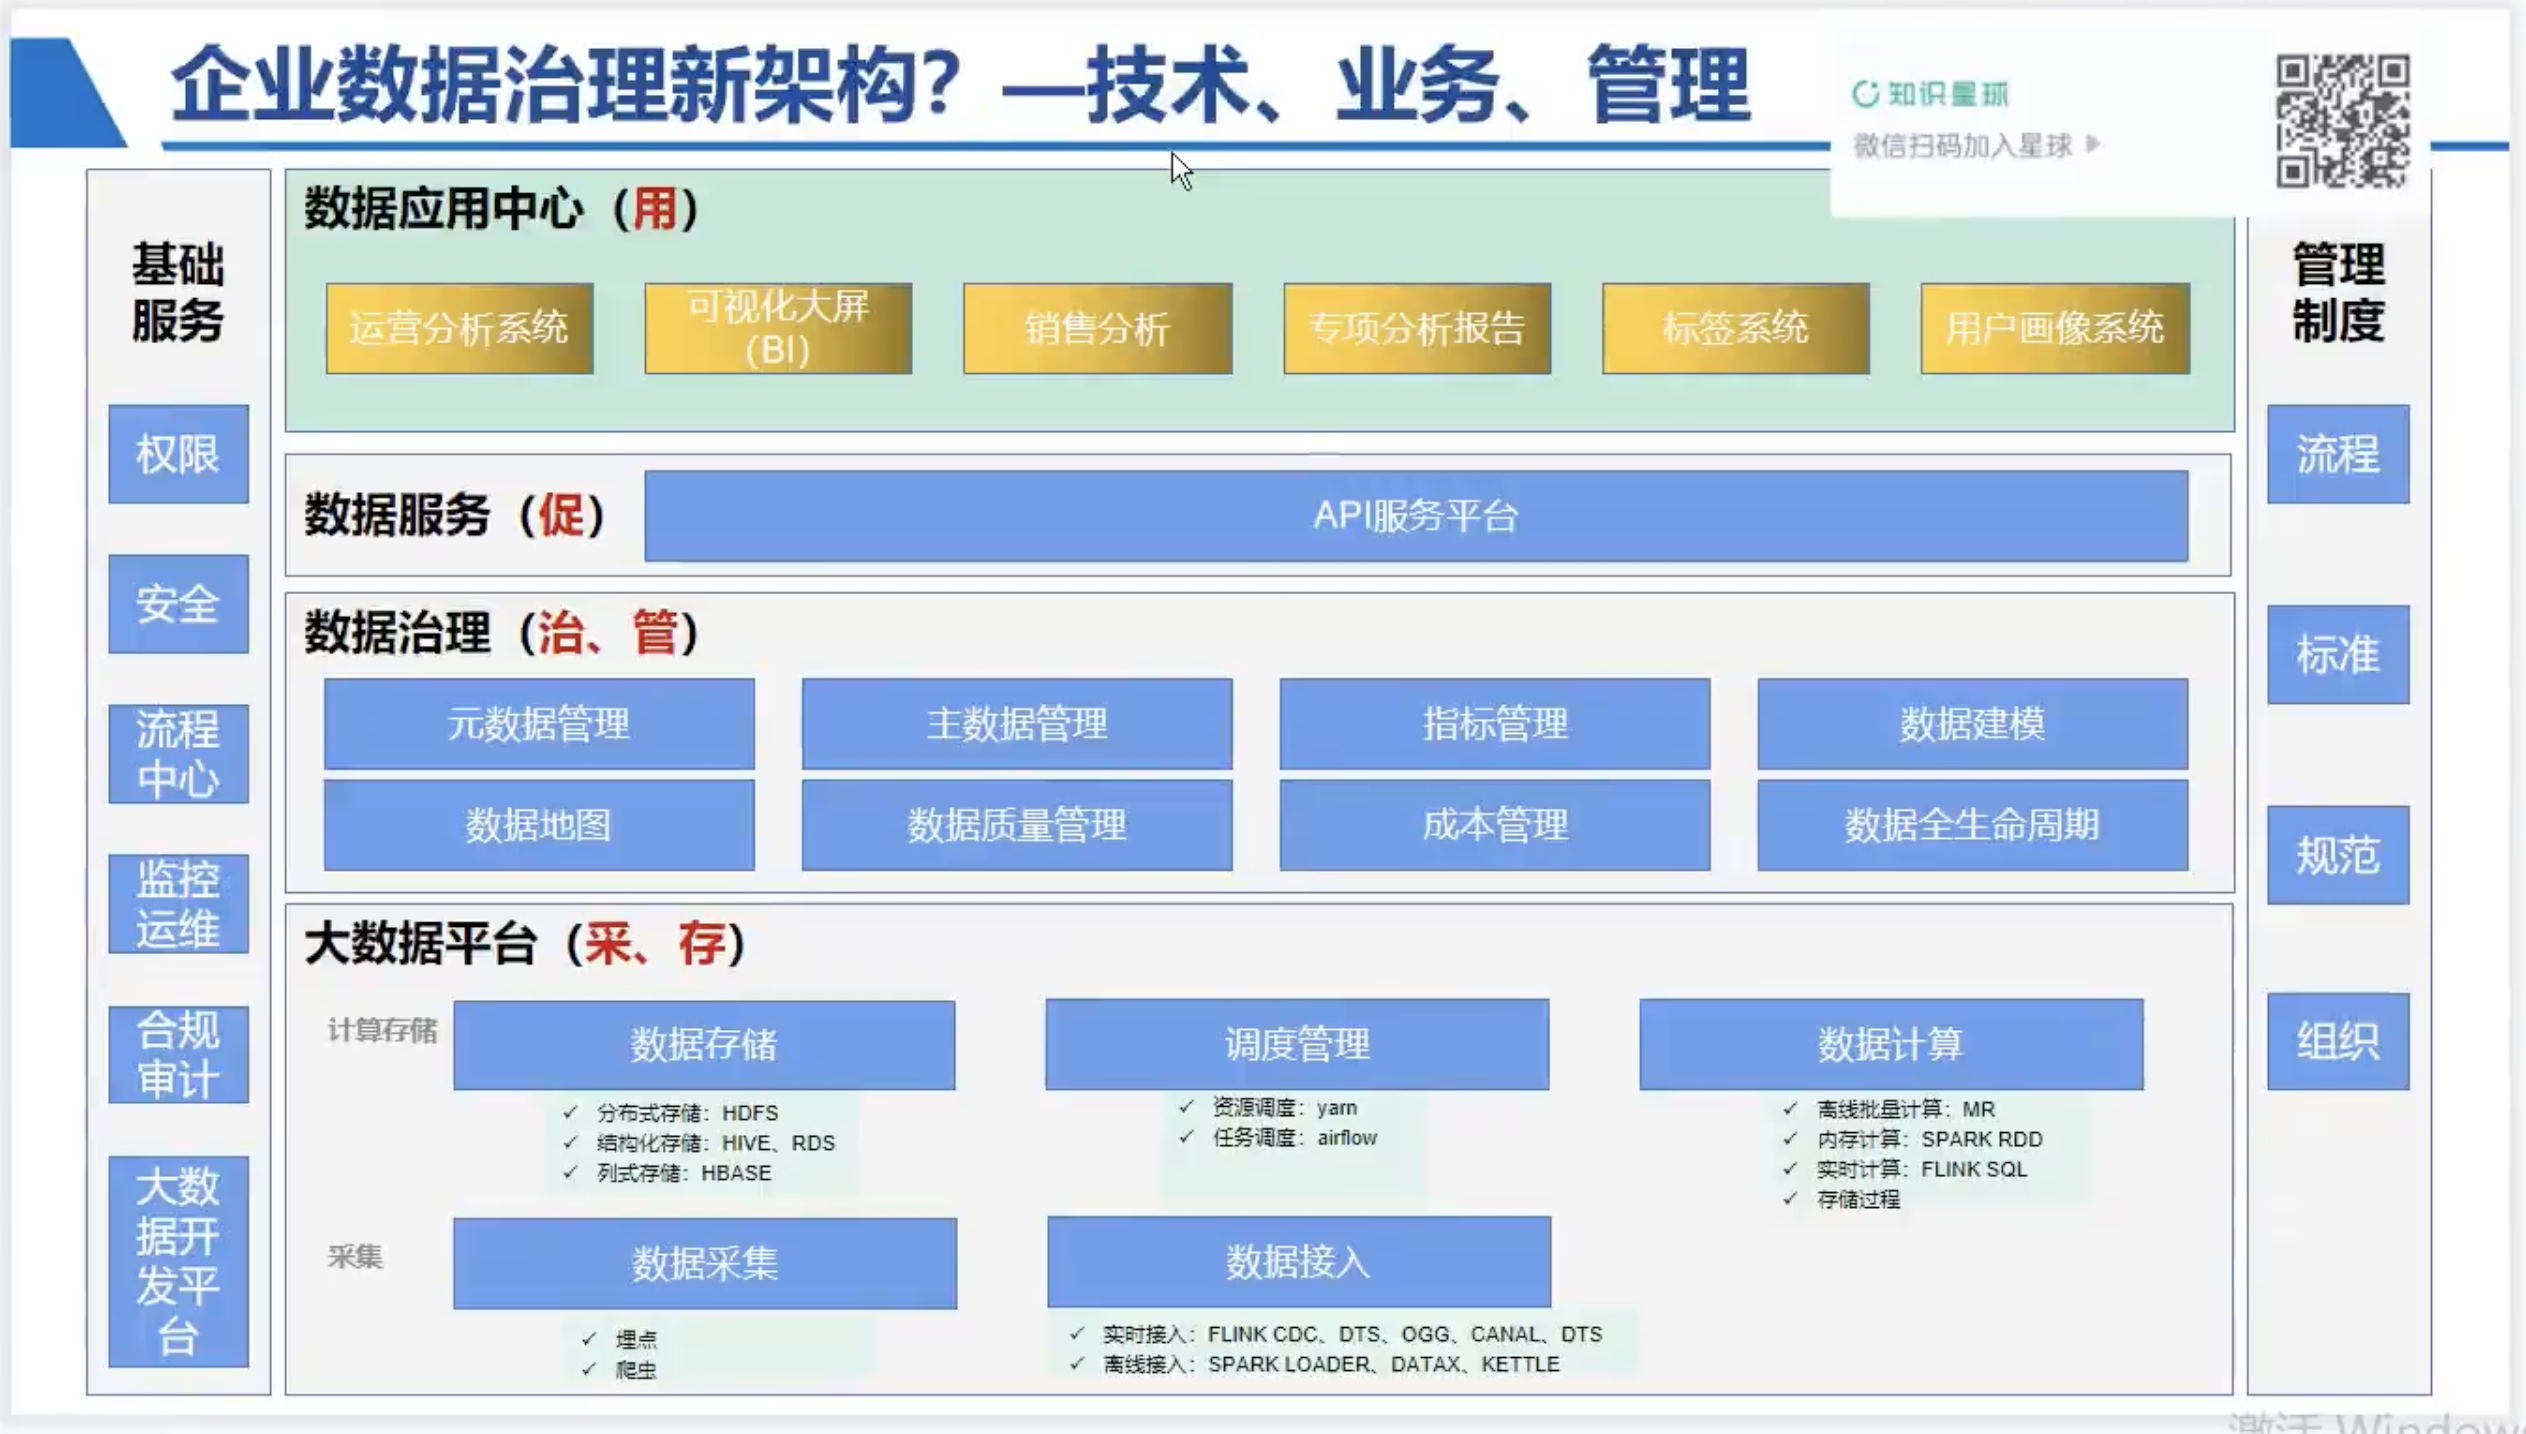 企业数据治理新架构？—技术、业务、管理
知识星球
微信扫码加入星球
基础
服务
权限
安全
流程
中心
监控
运维
合规
审计
大数
据开
发平
台
数据应用中心（用）
运营分析系统
可视化大屏
（BI）
销售分析
专项分析报告
标签系统
用户画像系统
数据服务（促）
API服务平台
数据治理（治、管）
元数据管理
主数据管理
指标管理
数据建模
数据地图
数据质量管理
成本管理
数据全生命周期
大数据平台（采、存）
计算存储
数据存储
✓ 分布式存储：HDFS
✓ 结构化存储：HIVE、RDS
✓ 列式存储：HBASE
调度管理
✓ 资源调度：yarn
✓ 任务调度：airflow
数据计算
✓ 离线批量计算：MR
✓ 内存计算：SPARK RDD
✓ 实时计算：FLINK SQL
✓ 存储过程
采集
数据采集
✓ 埋点
✓ 爬虫
数据接入
✓ 实时接入：FLINK CDC、DTS、OGG、CANAL、DTS
✓ 离线接入：SPARK LOADER、DATAX、KETTLE
管理
制度
流程
标准
规范
组织